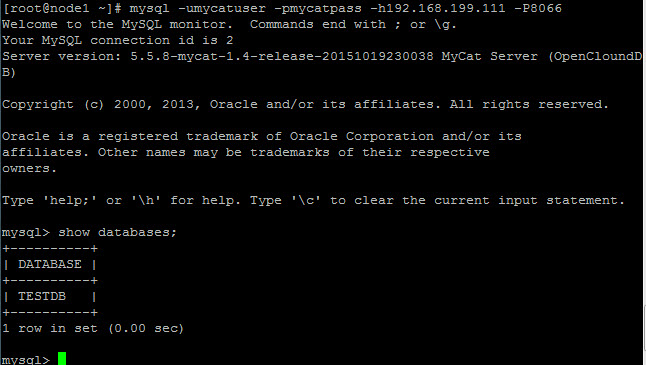 [root@node1 ~]# mysql -umycatuser -pmycatpass -h192.168.199.111 -P8066
Welcome to the MySQL monitor.  Commands end with ; or \g.
Your MySQL connection id is 2
Server version: 5.5.8-mycat-1.4-release-20151019230038 MyCat Server (OpenCloundD
B)

Copyright (c) 2000, 2013, Oracle and/or its affiliates. All rights reserved.

Oracle is a registered trademark of Oracle Corporation and/or its
affiliates. Other names may be trademarks of their respective
owners.

Type 'help;' or '\h' for help. Type '\c' to clear the current input statement.

mysql> show databases;
+----------+
| DATABASE |
+----------+
| TESTDB   |
+----------+
1 row in set (0.00 sec)

mysql>